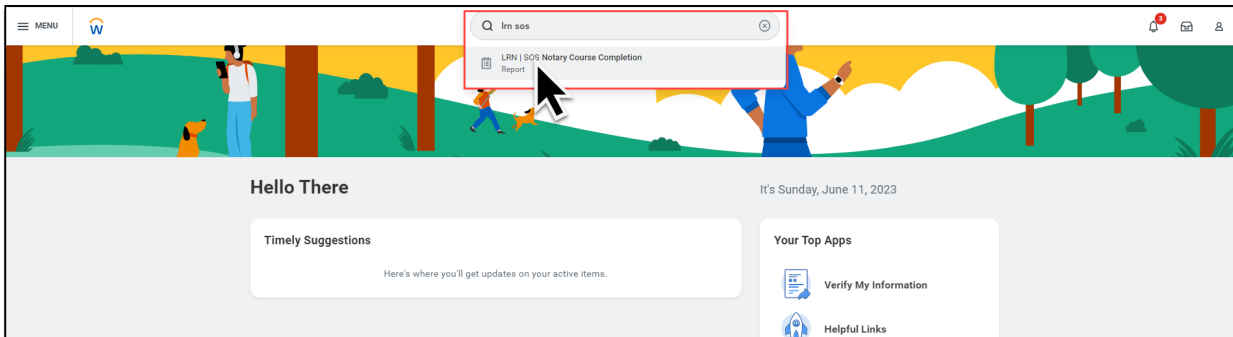 MENU
lrn sos
3
LRN | SOS Notary Course Completion
Report
Hello There
It's Sunday, June 11, 2023
Timely Suggestions
Here's where you'll get updates on your active items.
Your Top Apps
Verify My Information
Helpful Links